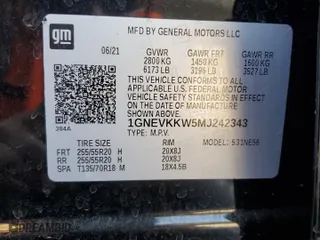 gm
MFD BY GENERAL MOTORS LLC
06/21 GVWR GAWR FRT GAWR RR
2800 KG 1450 KG 1600 KG
6173 LB 3196 LB 3527 LB
THIS VEHICLE CONFORMS TO ALL
APPLICABLE U.S. FEDERAL MOTOR
VEHICLE SAFETY STANDARDS IN
EFFECT ON THE DATE OF
MANUFACTURE SHOWN ABOVE.
1GNEVKKW5MJ242343
TYPE: M.P.V. MODEL:
TIRE SIZE RIM
FRT 255/55R20 H 20X8J
RR 255/55R20 H 20X8J
SPA T135/70R18 M 18X4.5B